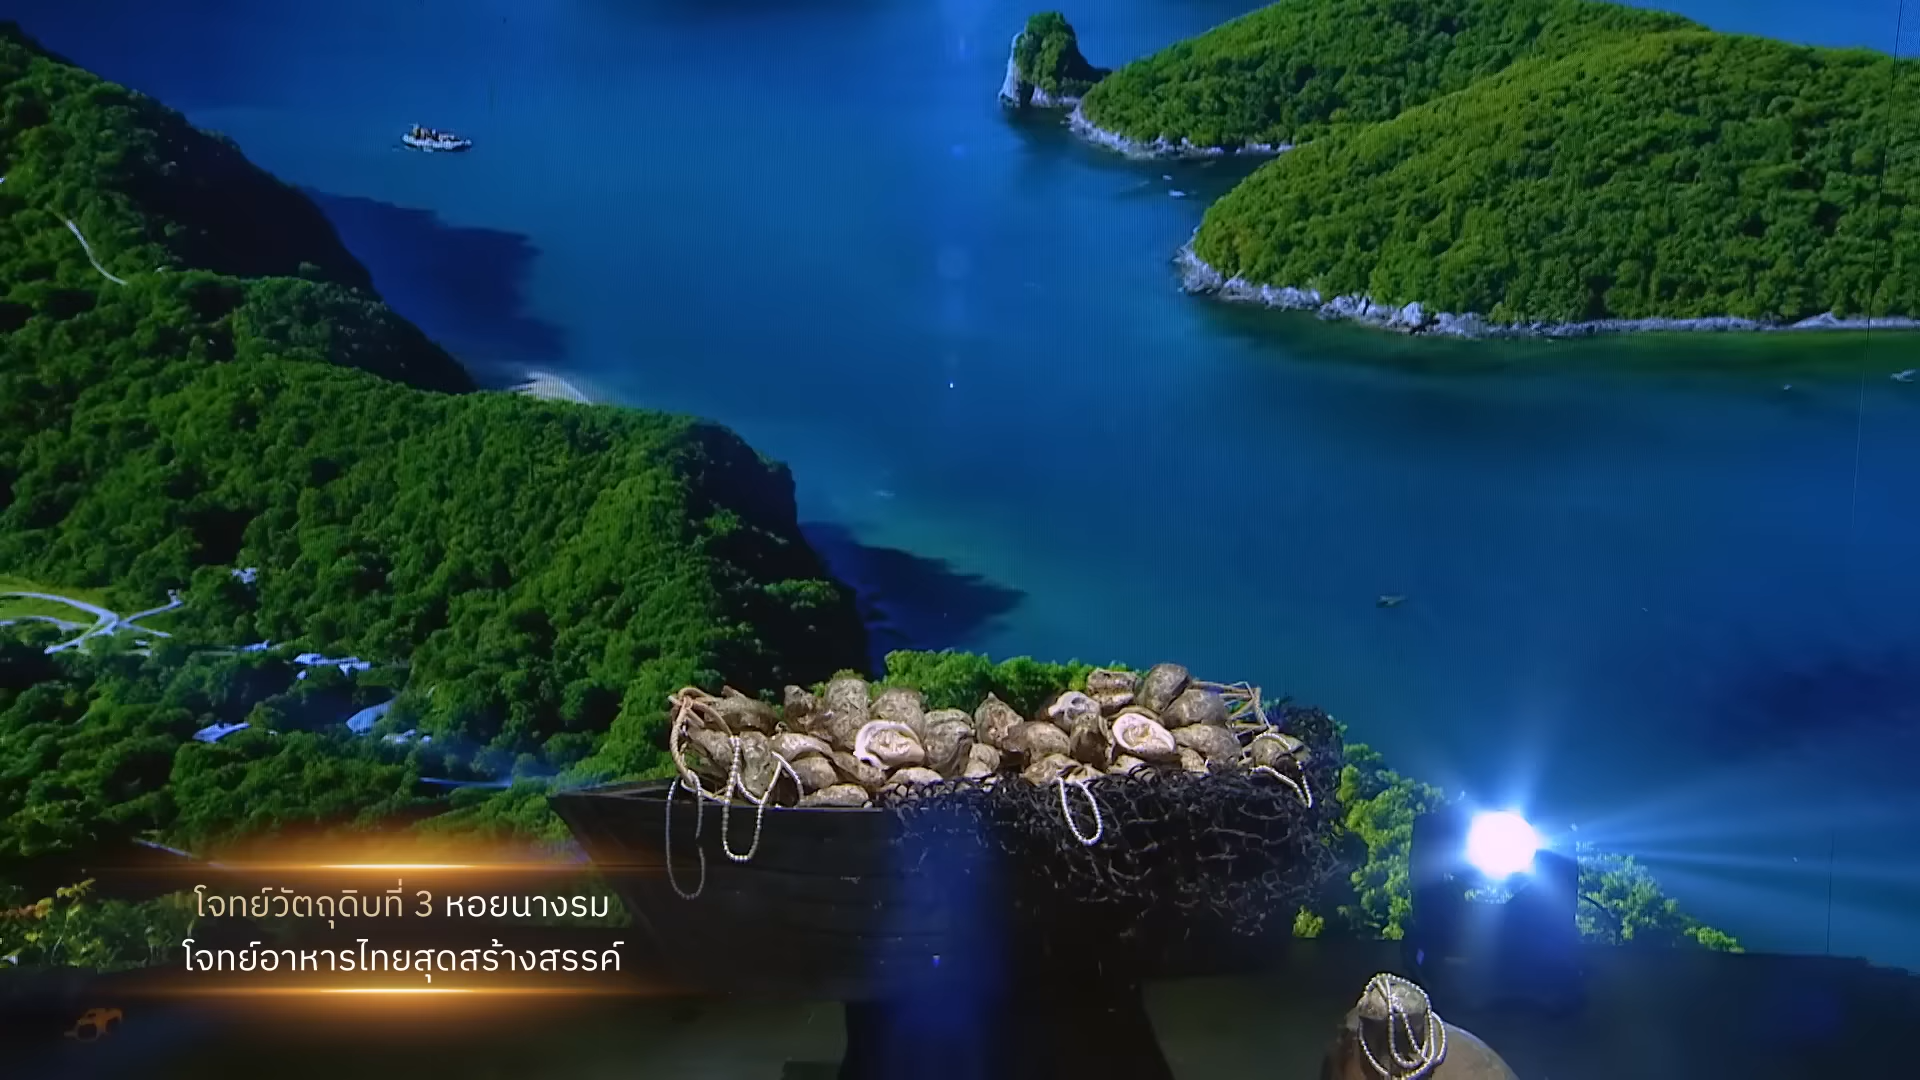 โจทย์วัตถุดิบที่ 3 หอยนางรม
โจทย์อาหารไทยสุดสร้างสรรค์